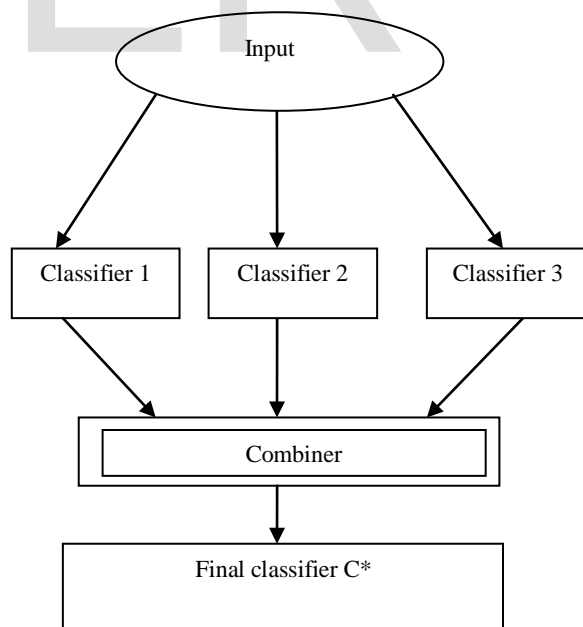 Input
Classifier 1
Classifier 2
Classifier 3
Combiner
Final classifier C*